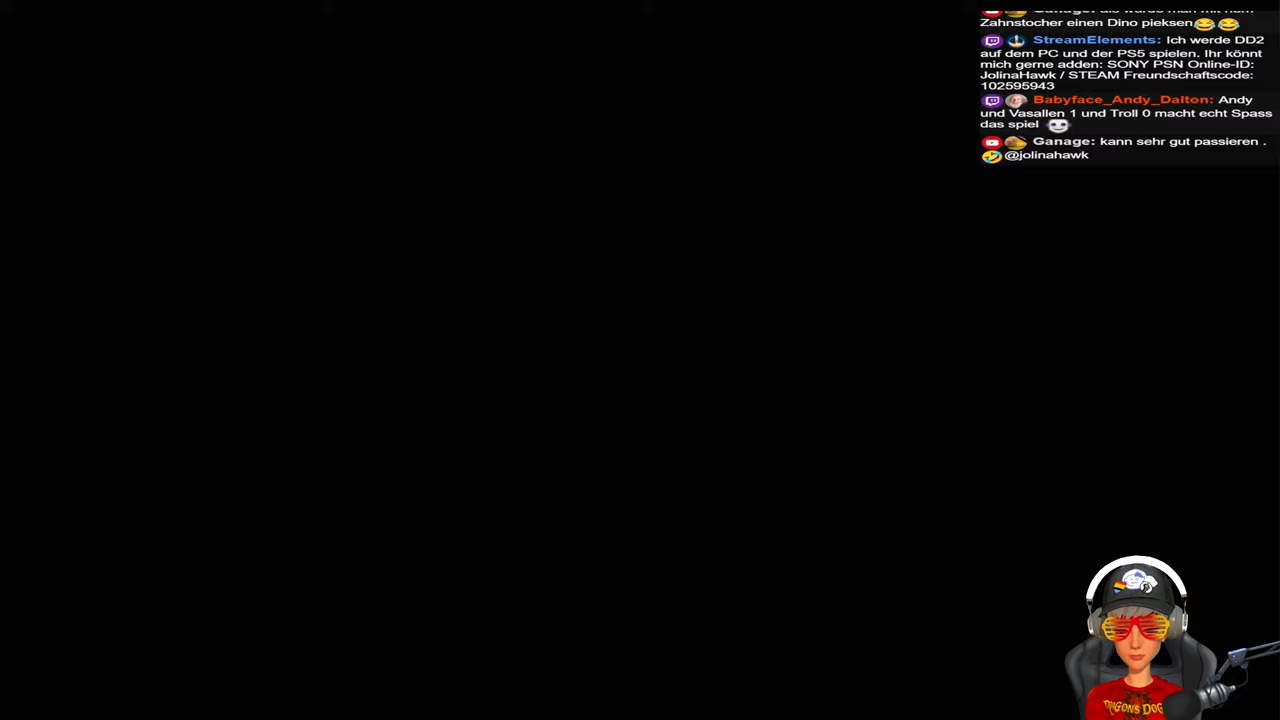 Zahnstocher einen Dino pieksen😂😂
StreamElements: Ich werde DD2
auf dem PC und der PS5 spielen. Ihr könnt
mich gerne adden: SONY PSN Online-ID:
JolinaHawk / STEAM Freundschaftscode:
102595943
Babyface_Andy_Dalton: Andy
und Vasallen 1 und Troll 0 macht echt Spass
das spiel
Ganage: kann sehr gut passieren .
🤣@jolinahawk
DRAGON'S DOG